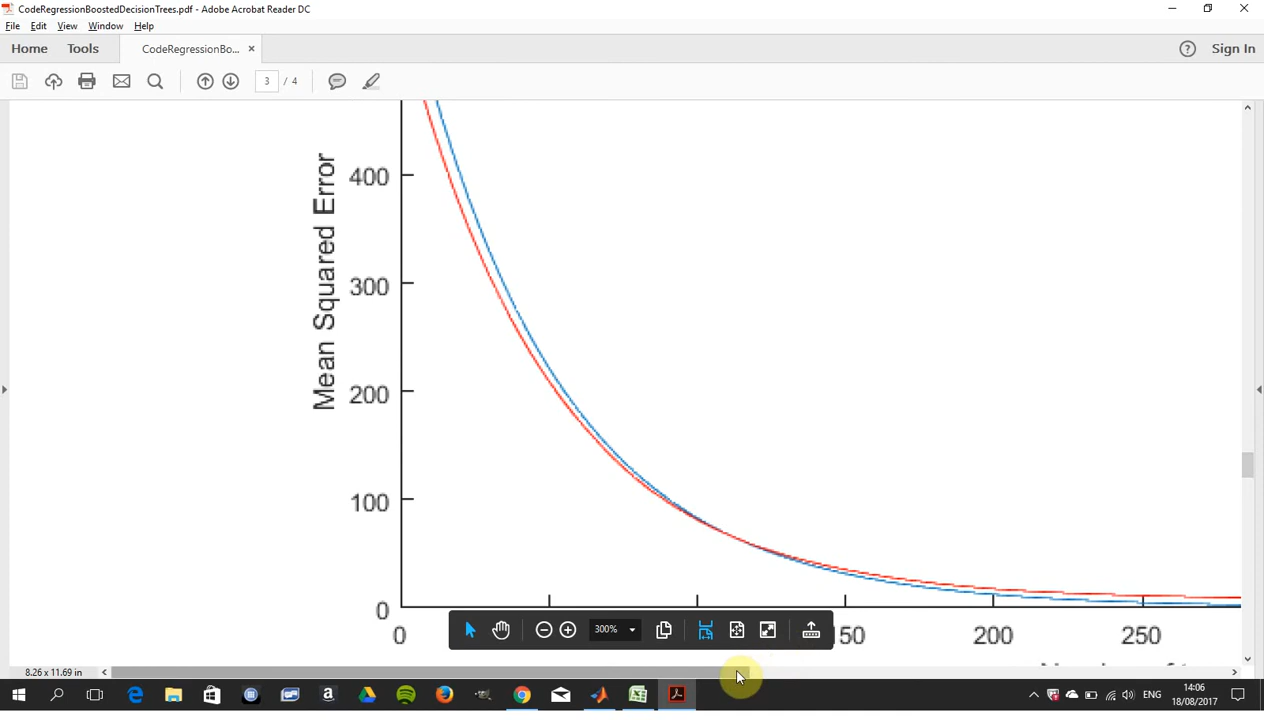 CodeRegressionBoostedDecisionTrees.pdf - Adobe Acrobat Reader DC
File Edit View Window Help
Home Tools CodeRegressionBo... × Sign In
3 / 4
Mean Squared Error
400
300
200
100
0
0 50 200 250
300%
8.26 x 11.69 in
ENG 14:06
18/08/2017